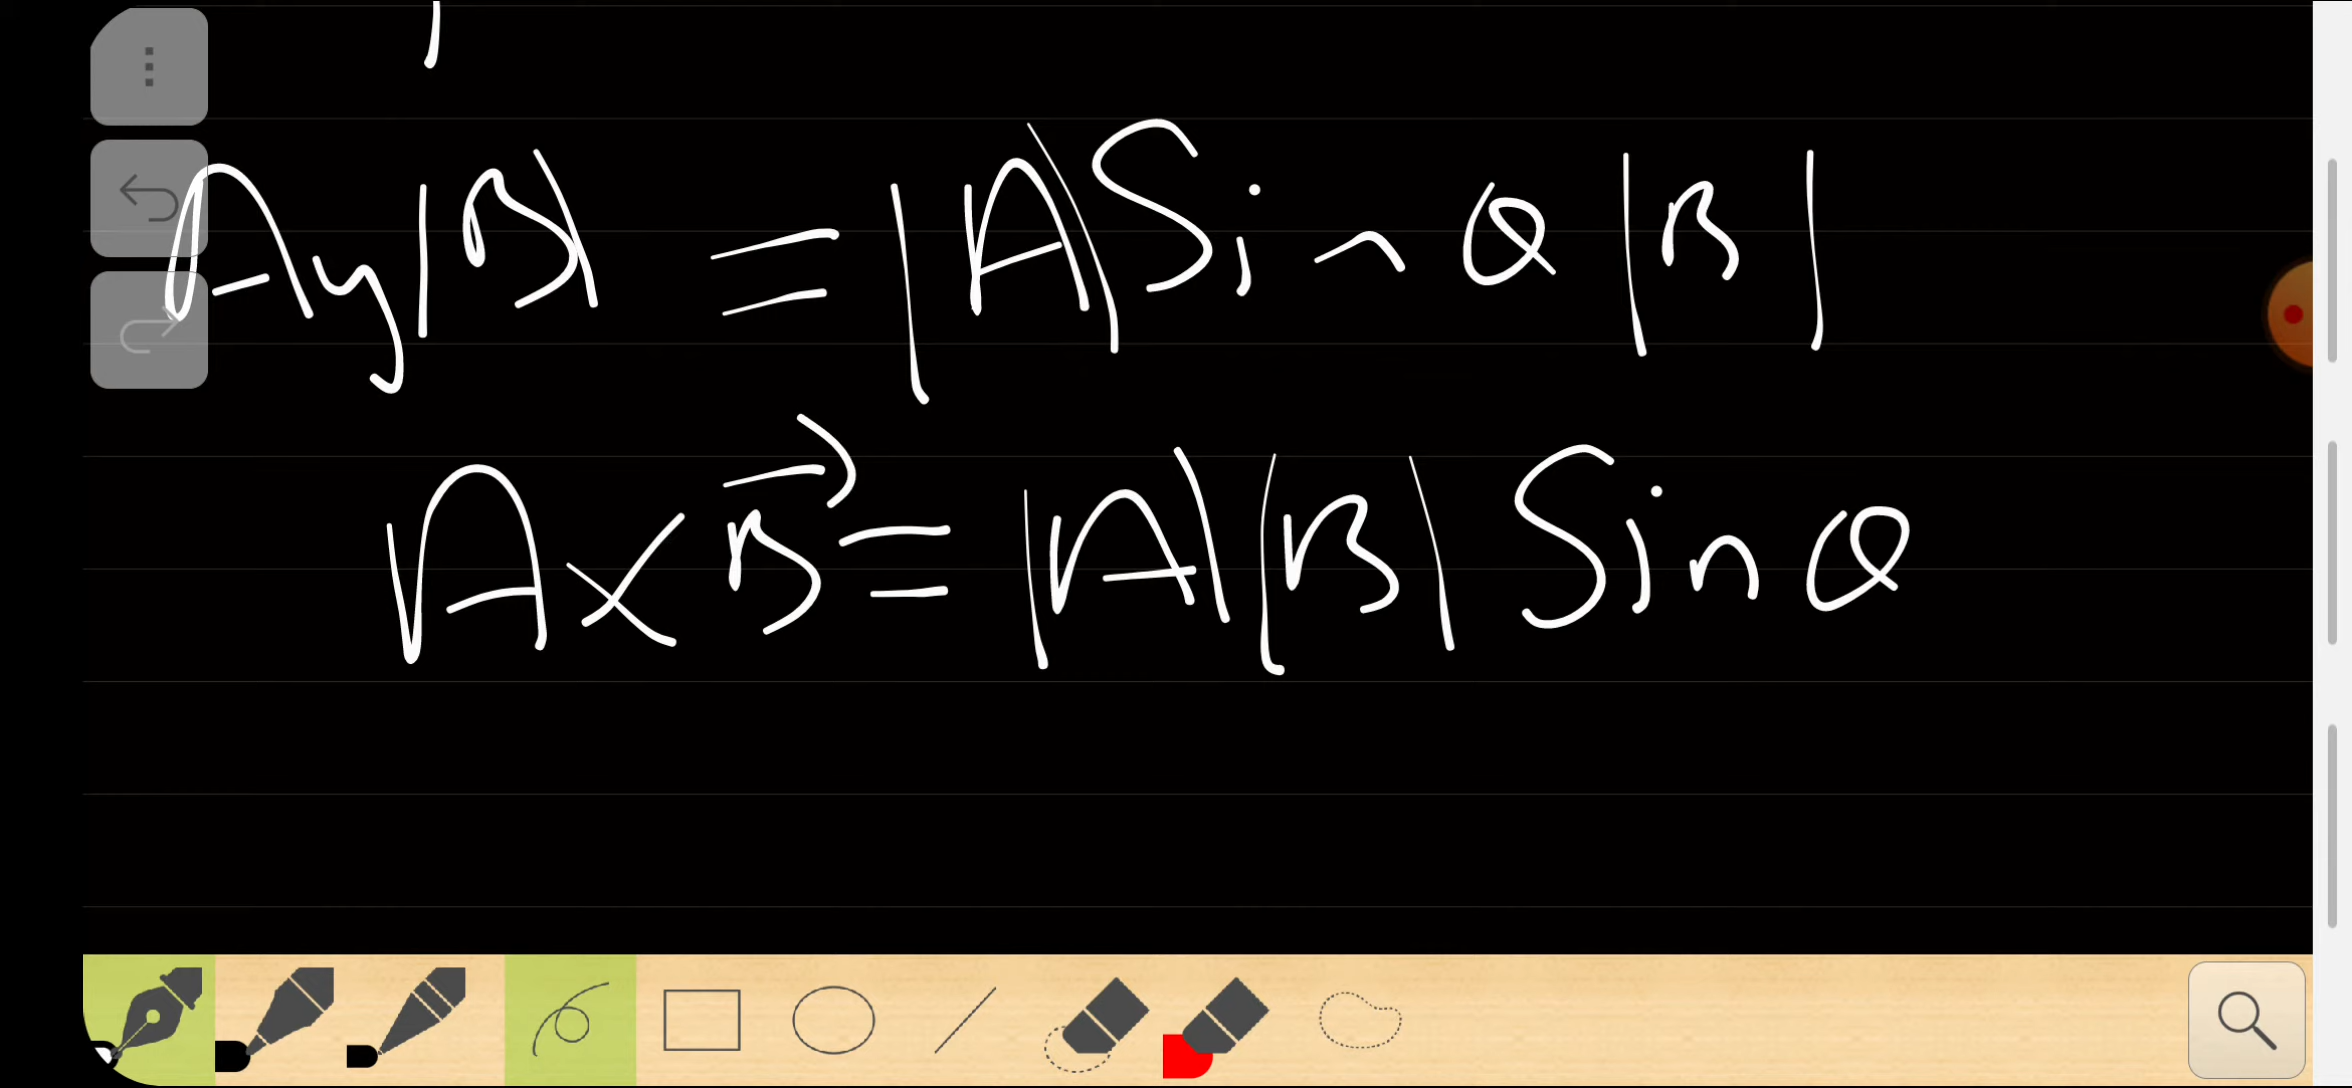 Ay|B| = |A|Sin θ |B|
A×B⃗ = |A||B| Sin θ